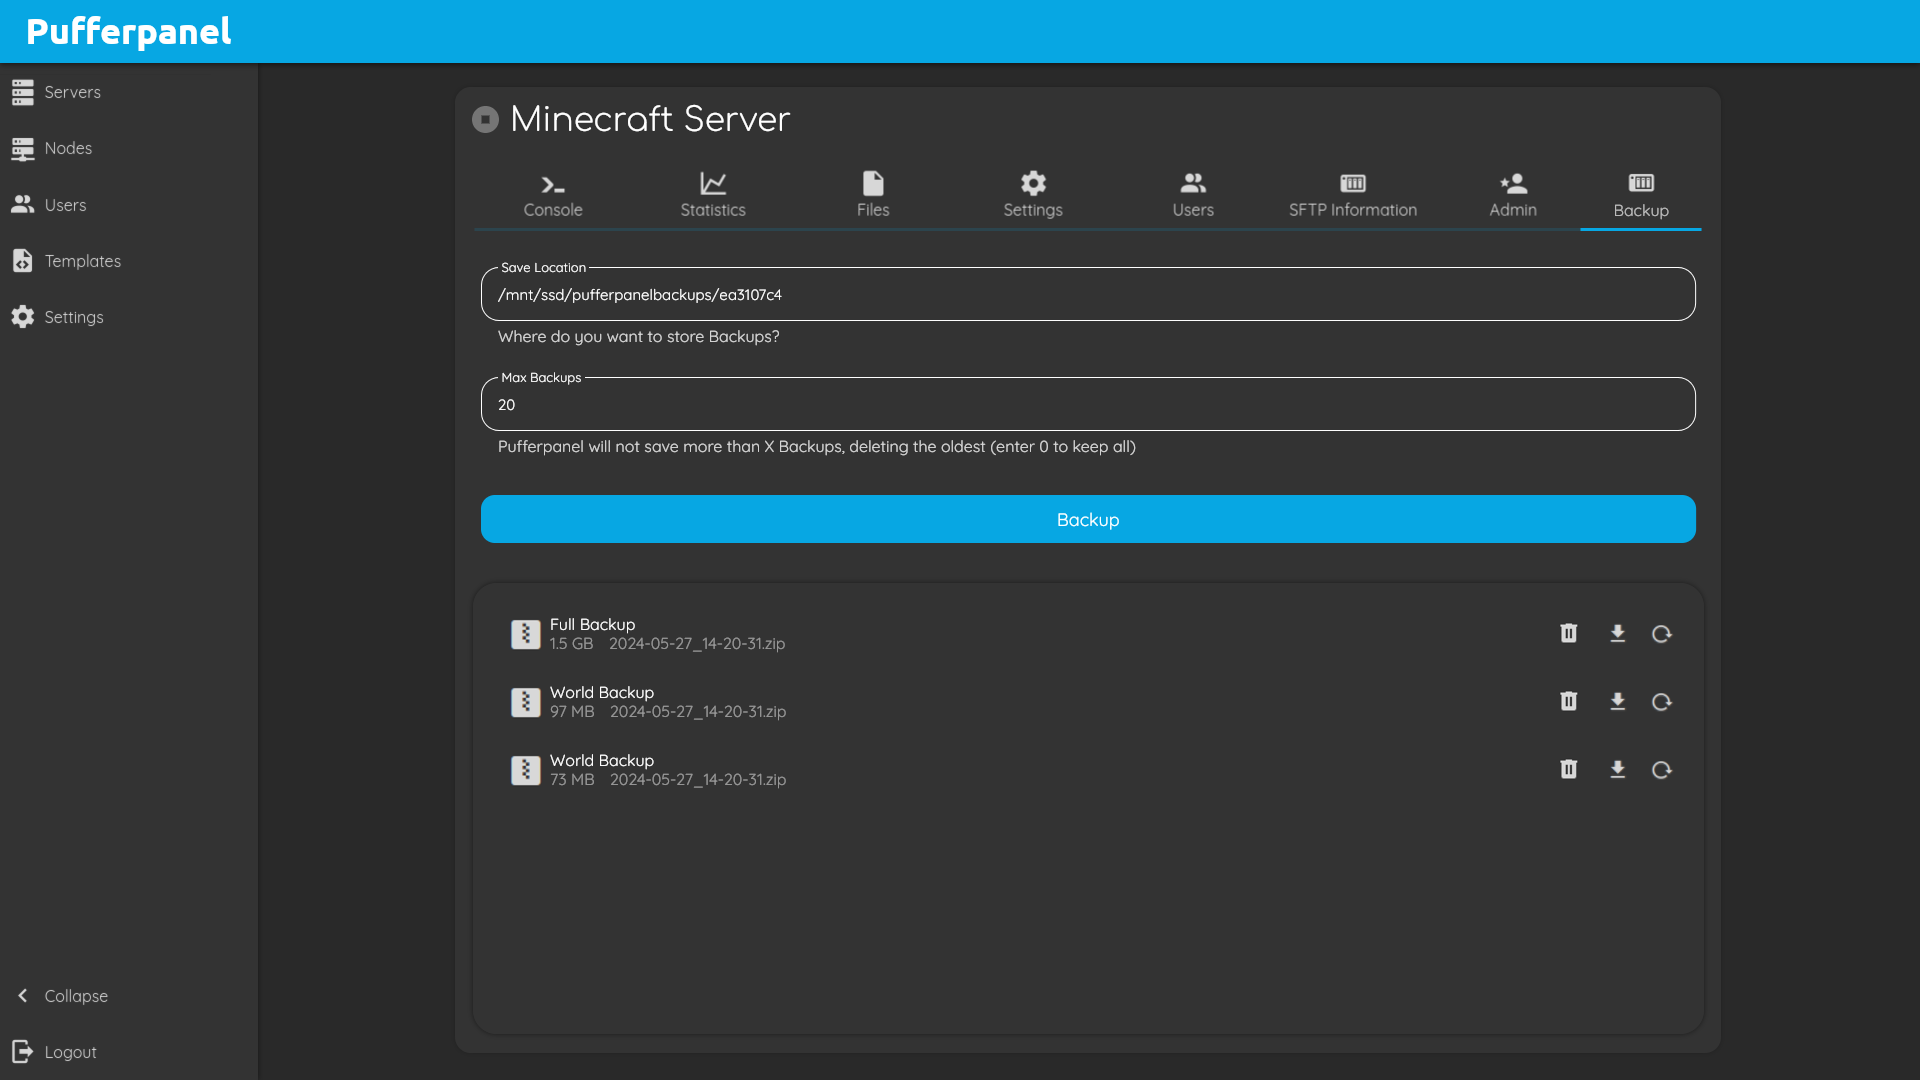 Pufferpanel
Servers
Nodes
Users
Templates
Settings
Collapse
Logout
Minecraft Server
Console
Statistics
Files
Settings
Users
SFTP Information
Admin
Backup
Save Location
/mnt/ssd/pufferpanelbackups/ea3107c4
Where do you want to store Backups?
Max Backups
20
Pufferpanel will not save more than X Backups, deleting the oldest (enter 0 to keep all)
Backup
Full Backup
1.5 GB 2024-05-27_14-20-31.zip
World Backup
97 MB 2024-05-27_14-20-31.zip
World Backup
73 MB 2024-05-27_14-20-31.zip